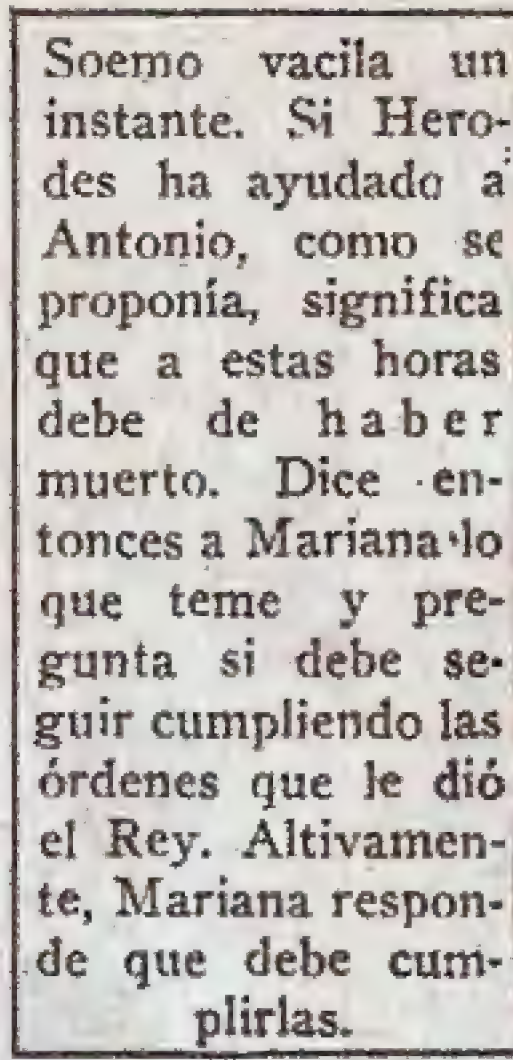 Soemo vacila un
instante. Si Hero-
des ha ayudado a
Antonio, como se
proponía, significa
que a estas horas
debe de haber
muerto. Dice en-
tonces a Mariana lo
que teme y pre-
gunta si debe se-
guir cumpliendo las
órdenes que le dió
el Rey. Altivamen-
te, Mariana respon-
de que debe cum-
plirlas.